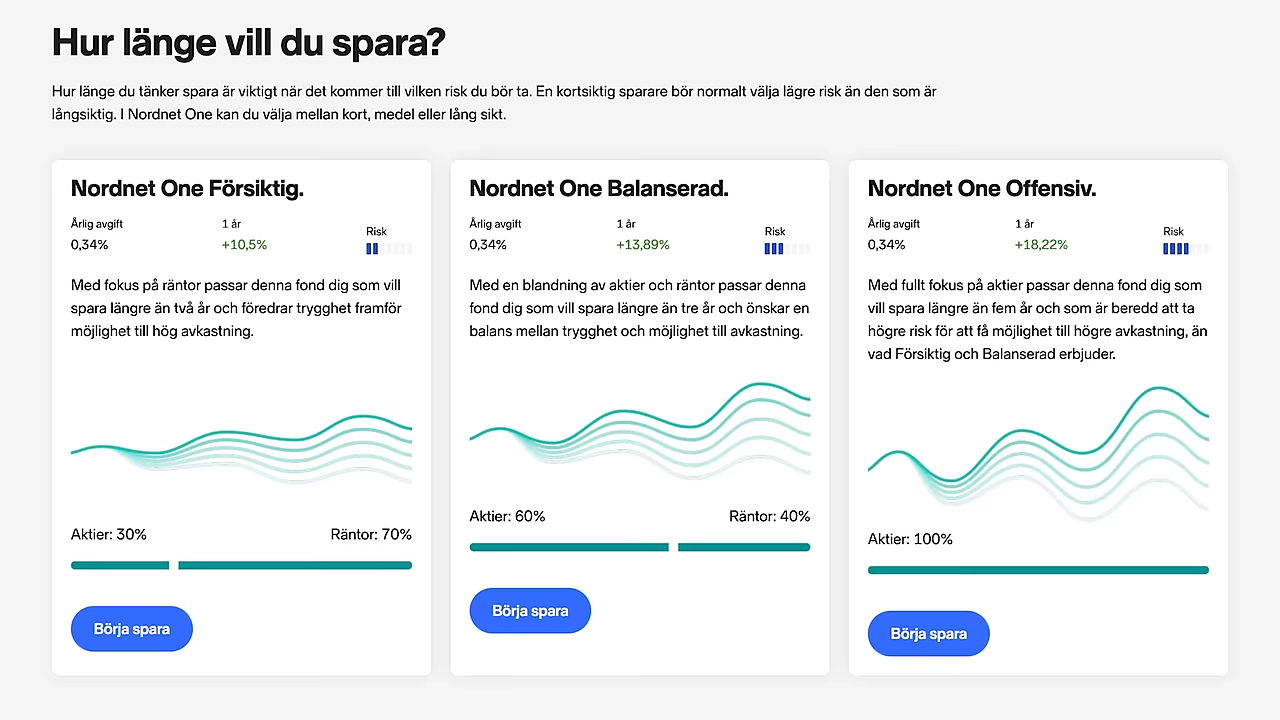 Hur länge vill du spara?
Hur länge du tänker spara är viktigt när det kommer till vilken risk du bör ta. En kortsiktig sparare bör normalt välja lägre risk än den som är
långsiktig. I Nordnet One kan du välja mellan kort, medel eller lång sikt.
Nordnet One Försiktig.
Årlig avgift
1 år
Risk
0,34%
+10,5%
Med fokus på räntor passar denna fond dig som vill
spara längre än två år och föredrar trygghet framför
möjlighet till hög avkastning.
Aktier: 30%
Räntor: 70%
Börja spara
Nordnet One Balanserad.
Årlig avgift
1 år
Risk
0,34%
+13,89%
Med en blandning av aktier och räntor passar denna
fond dig som vill spara längre än tre år och önskar en
balans mellan trygghet och möjlighet till avkastning.
Aktier: 60%
Räntor: 40%
Börja spara
Nordnet One Offensiv.
Årlig avgift
1 år
Risk
0,34%
+18,22%
Med fullt fokus på aktier passar denna fond dig som
vill spara längre än fem år och som är beredd att ta
högre risk för att få möjlighet till högre avkastning, än
vad Försiktig och Balanserad erbjuder.
Aktier: 100%
Börja spara